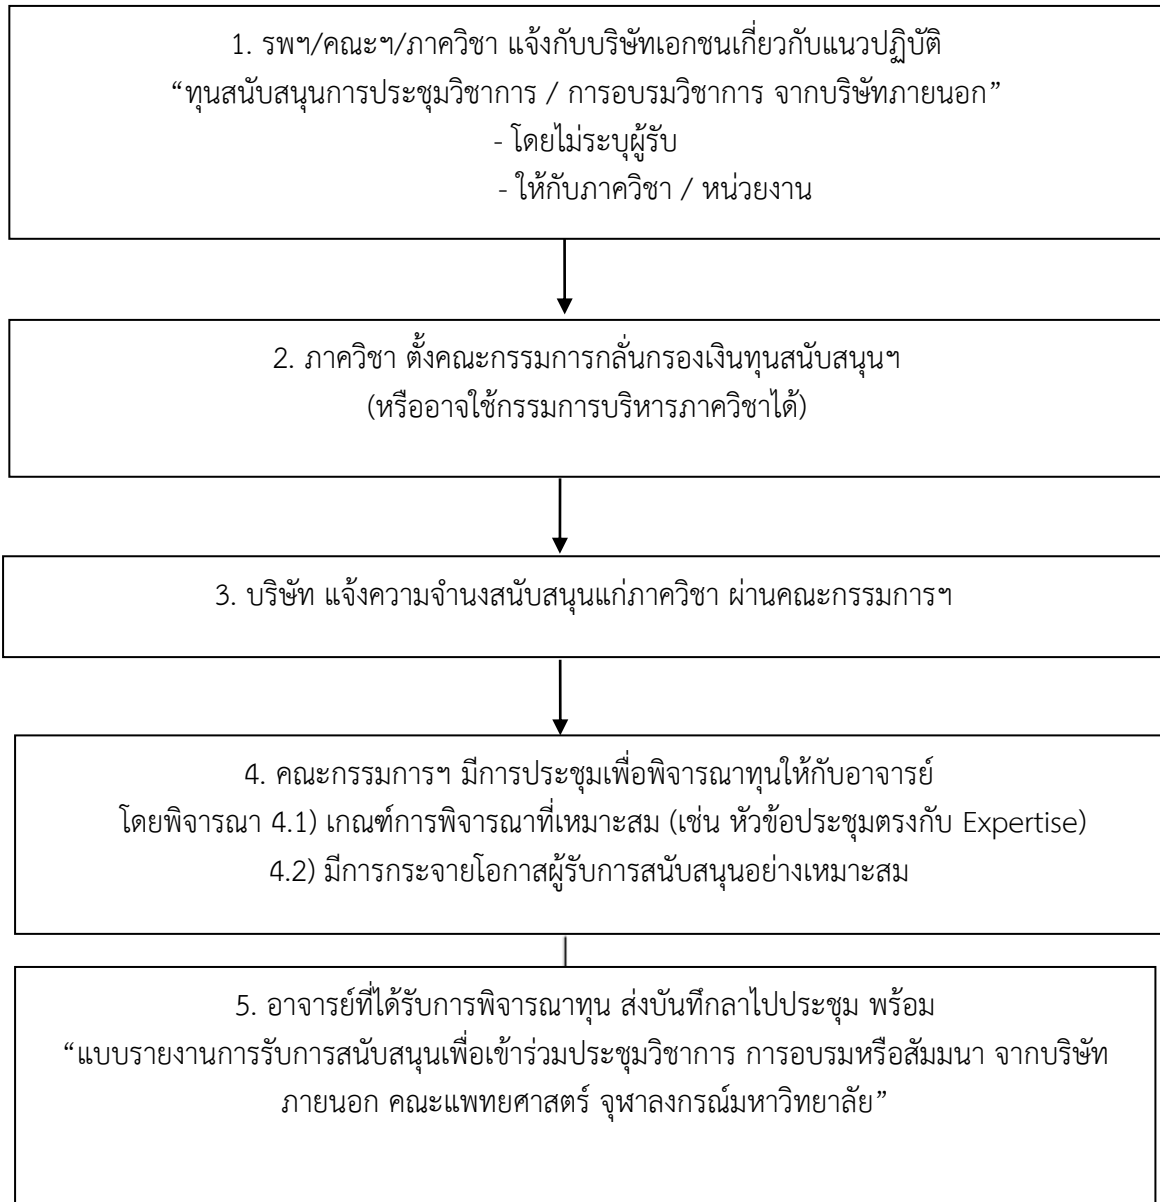 1. รพฯ/คณะฯ/ภาควิชา แจ้งกับบริษัทเอกชนเกี่ยวกับแนวปฏิบัติ
“ทุนสนับสนุนการประชุมวิชาการ / การอบรมวิชาการ จากบริษัทภายนอก”
- โดยไม่ระบุผู้รับ
- ให้กับภาควิชา / หน่วยงาน
2. ภาควิชา ตั้งคณะกรรมการกลั่นกรองเงินทุนสนับสนุนฯ
(หรืออาจใช้กรรมการบริหารภาควิชาได้)
3. บริษัท แจ้งความจำนงสนับสนุนแก่ภาควิชา ผ่านคณะกรรมการฯ
4. คณะกรรมการฯ มีการประชุมเพื่อพิจารณาทุนให้กับอาจารย์
โดยพิจารณา 4.1) เกณฑ์การพิจารณาที่เหมาะสม (เช่น หัวข้อประชุมตรงกับ Expertise)
4.2) มีการกระจายโอกาสผู้รับการสนับสนุนอย่างเหมาะสม
5. อาจารย์ที่ได้รับการพิจารณาทุน ส่งบันทึกลาไปประชุม พร้อม
“แบบรายงานการรับการสนับสนุนเพื่อเข้าร่วมประชุมวิชาการ การอบรมหรือสัมมนา จากบริษัท
ภายนอก คณะแพทยศาสตร์ จุฬาลงกรณ์มหาวิทยาลัย”